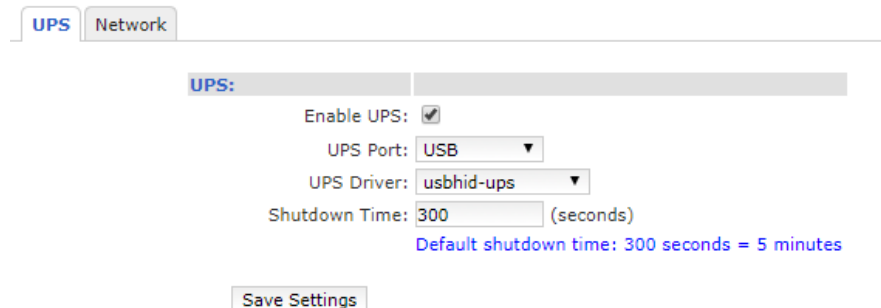 UPS Network
UPS:
Enable UPS:
UPS Port: USB
UPS Driver: usbhid-ups
Shutdown Time: 300 (seconds)
Default shutdown time: 300 seconds = 5 minutes
Save Settings